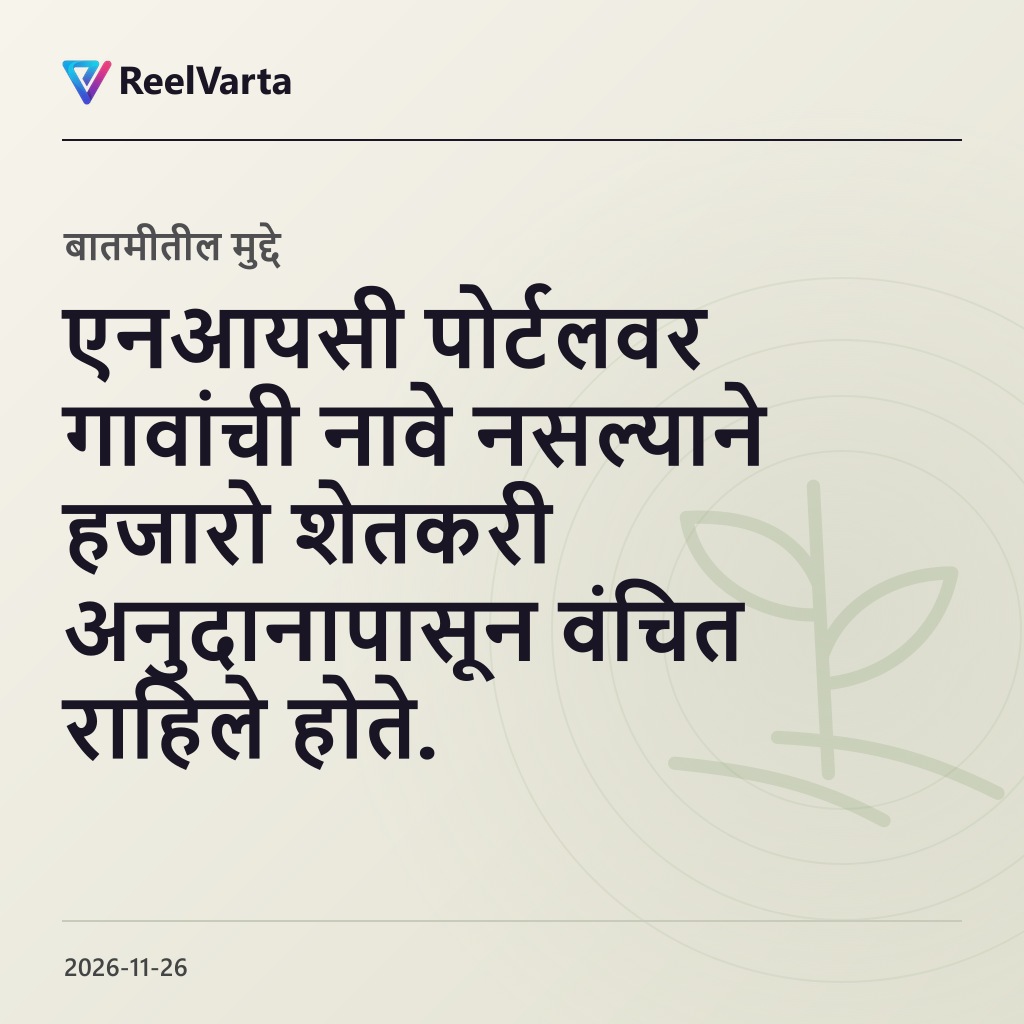 ReelVarta
बातमीतील मुद्दे
एनआयसी पोर्टलवर
गावांची नावे नसल्याने
हजारो शेतकरी
अनुदानापासून वंचित
राहिले होते.
2026-11-26